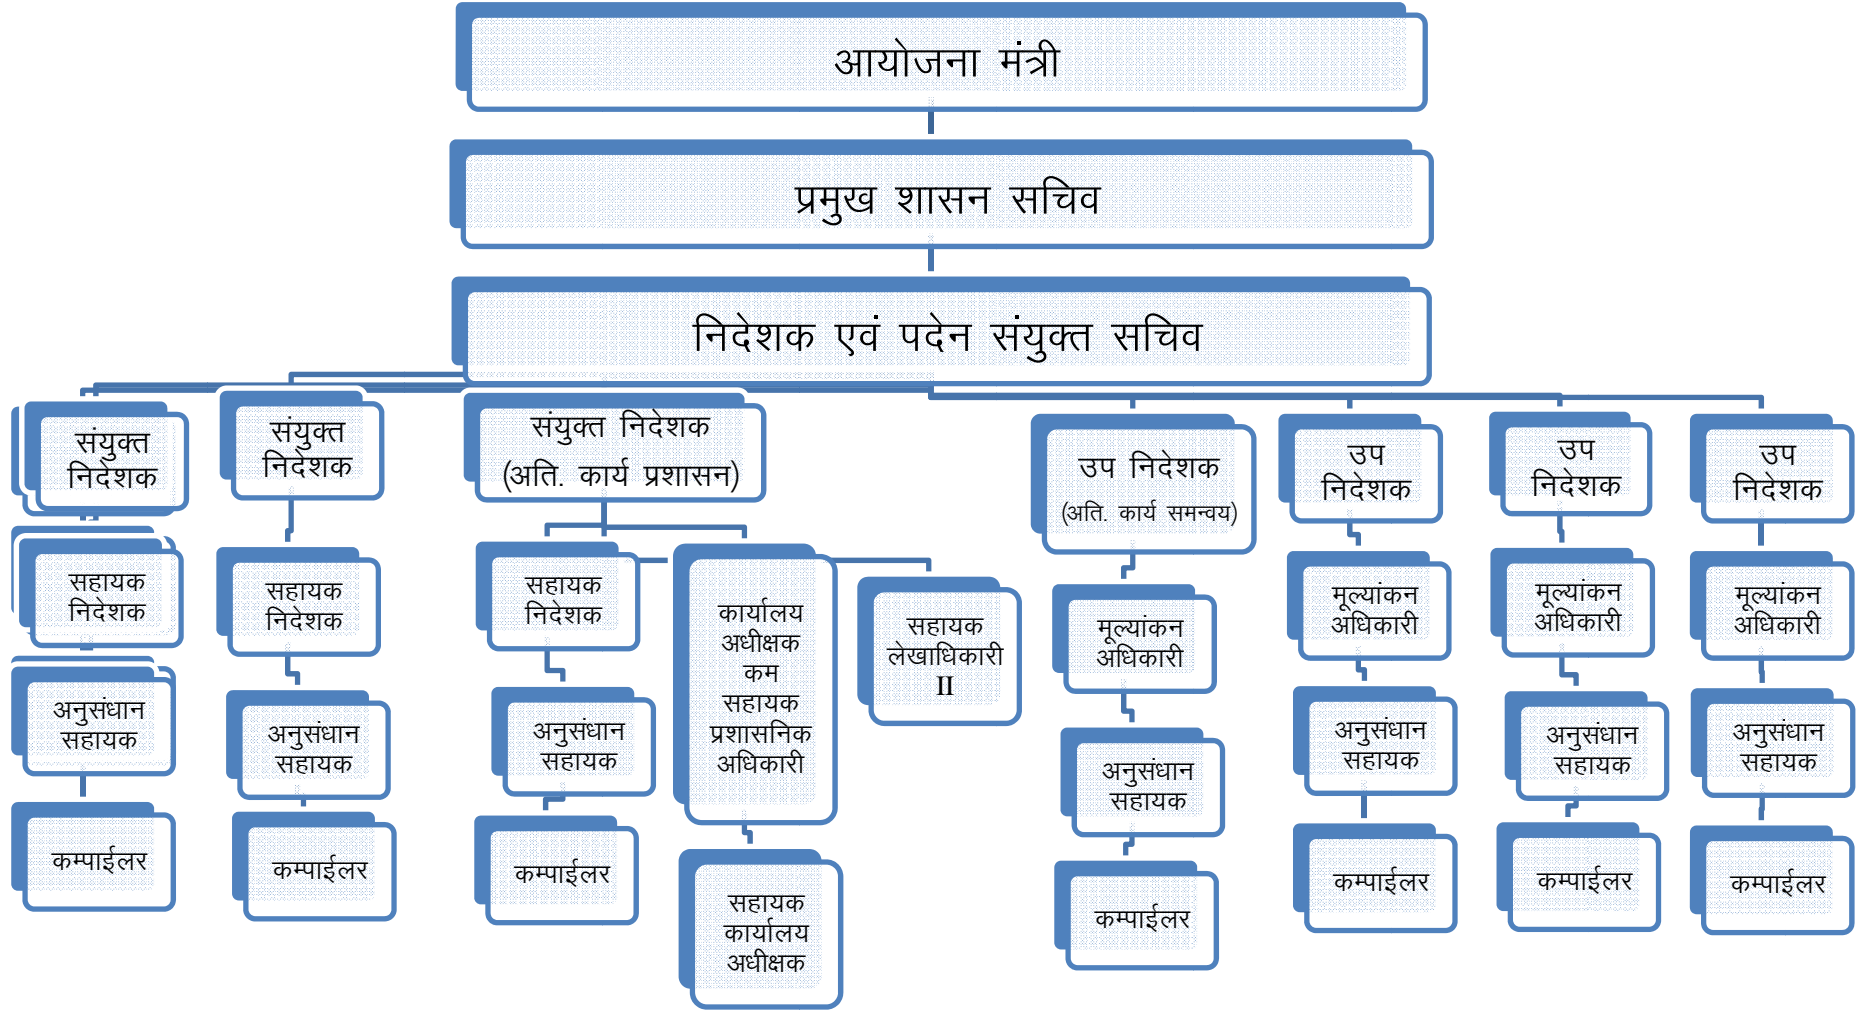 आयोजना मंत्री
प्रमुख शासन सचिव
निदेशक एवं पदेन संयुक्त सचिव
संयुक्त
निदेशक
सहायक
निदेशक
अनुसंधान
सहायक
कम्पाईलर
संयुक्त
निदेशक
सहायक
निदेशक
अनुसंधान
सहायक
कम्पाईलर
संयुक्त निदेशक
(अति. कार्य प्रशासन)
सहायक
निदेशक
अनुसंधान
सहायक
कम्पाईलर
कार्यालय
अधीक्षक
कम
सहायक
प्रशासनिक
अधिकारी
सहायक
कार्यालय
अधीक्षक
सहायक
लेखाधिकारी
II
उप निदेशक
(अति. कार्य समन्वय)
मूल्यांकन
अधिकारी
अनुसंधान
सहायक
कम्पाईलर
उप
निदेशक
मूल्यांकन
अधिकारी
अनुसंधान
सहायक
कम्पाईलर
उप
निदेशक
मूल्यांकन
अधिकारी
अनुसंधान
सहायक
कम्पाईलर
उप
निदेशक
मूल्यांकन
अधिकारी
अनुसंधान
सहायक
कम्पाईलर